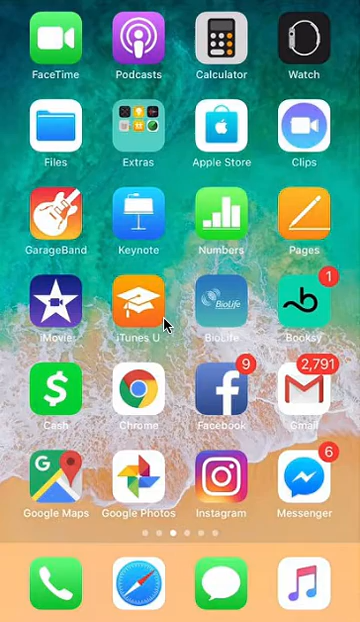 FaceTime Podcasts Calculator Watch
Files Extras Apple Store Clips
GarageBand Keynote Numbers Pages
BioLife
1
iMovie iTunes U BioLife Booksy
$
9
2,791
Cash Chrome Facebook Gmail
G
6
Google Maps Google Photos Instagram Messenger